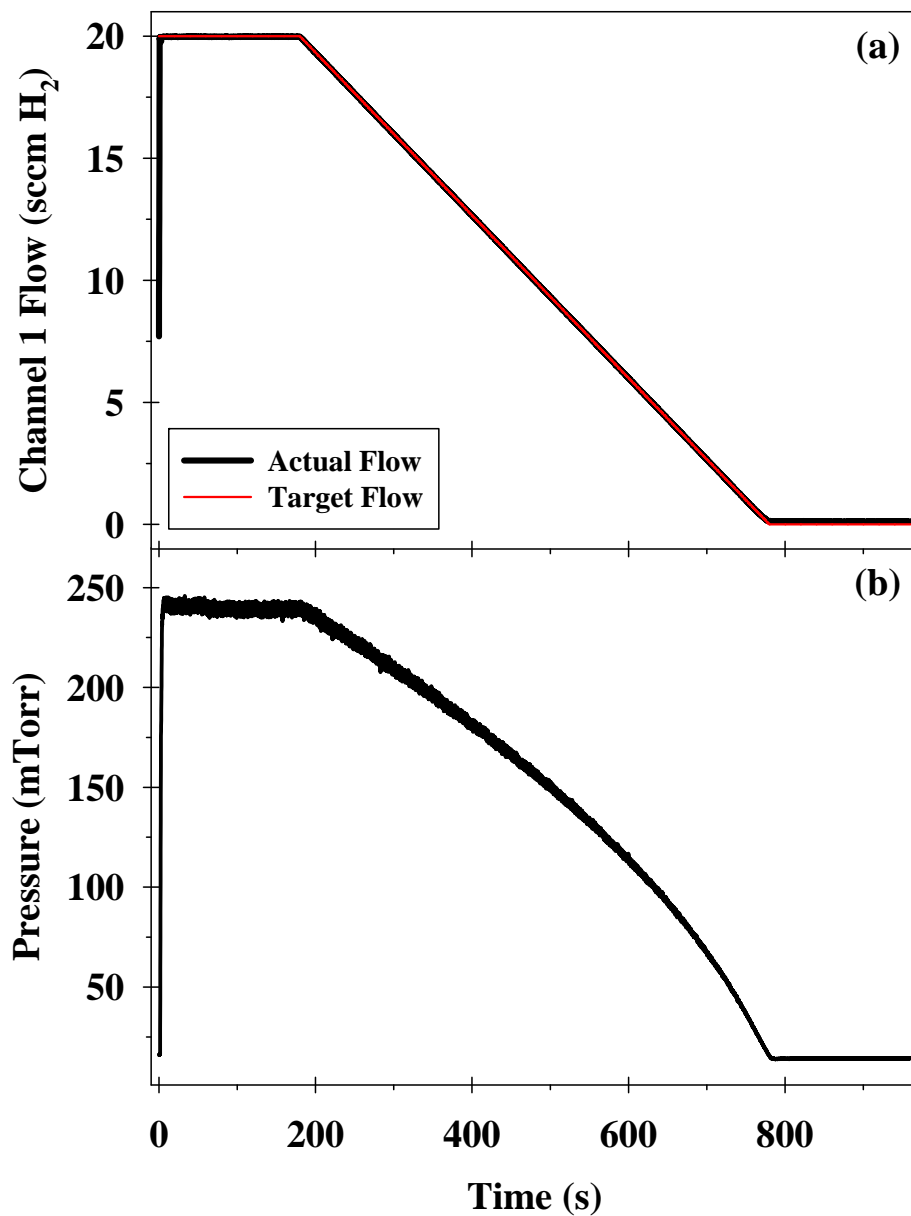 (a)
20
15
10
5
0
Channel 1 Flow (sccm H₂)
Actual Flow
Target Flow
(b)
250
200
150
100
50
Pressure (mTorr)
0 200 400 600 800
Time (s)